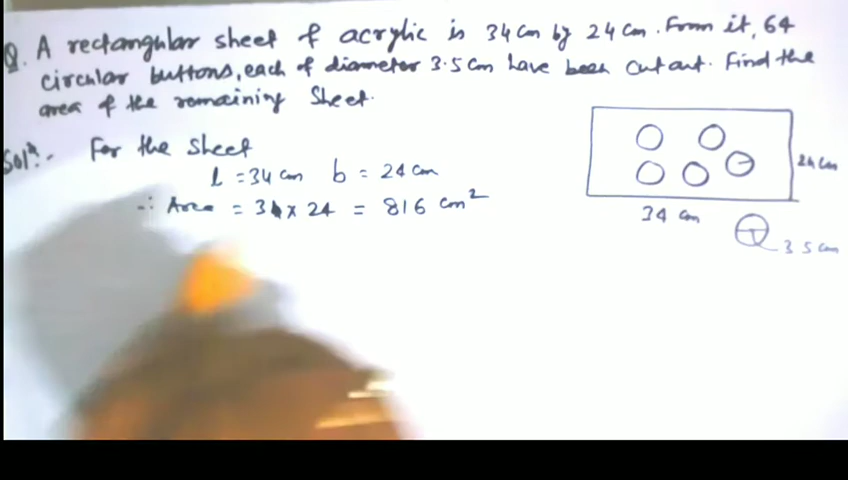 Q. A rectangular sheet of acrylic is 34 cm by 24 cm. From it, 64
circular buttons, each of diameter 3.5 cm have been cut out. Find the
area of the remaining sheet.
Solⁿ:- For the sheet
l = 34 cm b = 24 cm
∴ Area = 34 × 24 = 816 cm²
24 cm
34 cm
3.5 cm